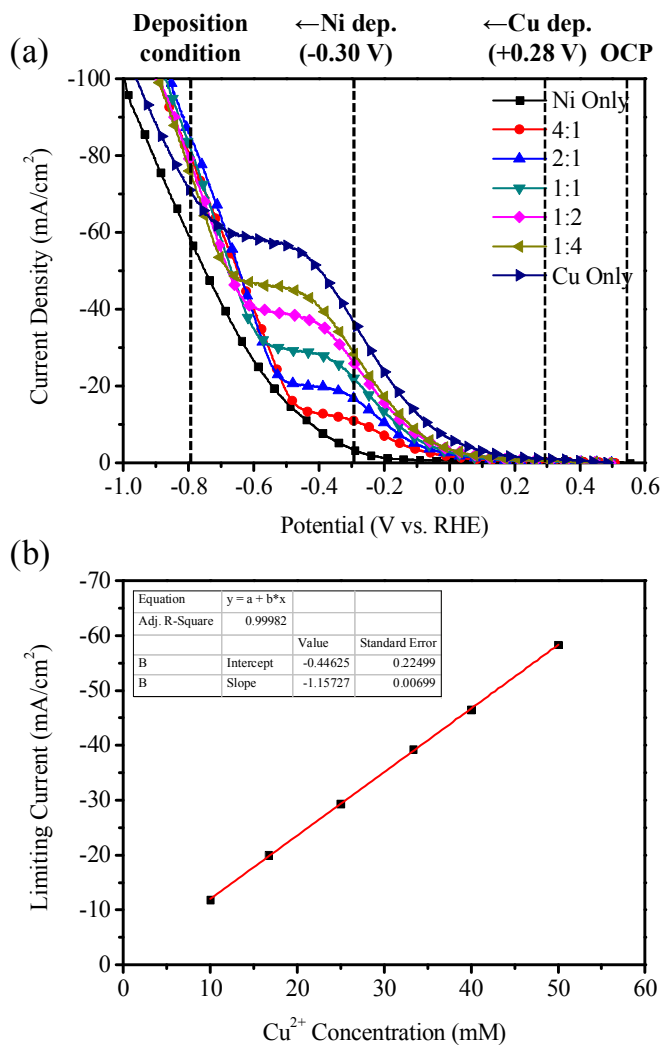 (a)
Deposition condition
←Ni dep. (-0.30 V)
←Cu dep. (+0.28 V)
OCP
-100
-80
-60
-40
-20
0
Current Density (mA/cm²)
Ni Only
4:1
2:1
1:1
1:2
1:4
Cu Only
-1.0 -0.8 -0.6 -0.4 -0.2 0.0 0.2 0.4 0.6
Potential (V vs. RHE)
(b)
-70
-60
-50
-40
-30
-20
-10
0
Limiting Current (mA/cm²)
Equation y = a + b*x
Adj. R-Square 0.99982
Value Standard Error
B Intercept -0.44625 0.22499
B Slope -1.15727 0.00699
0 10 20 30 40 50 60
Cu²⁺ Concentration (mM)